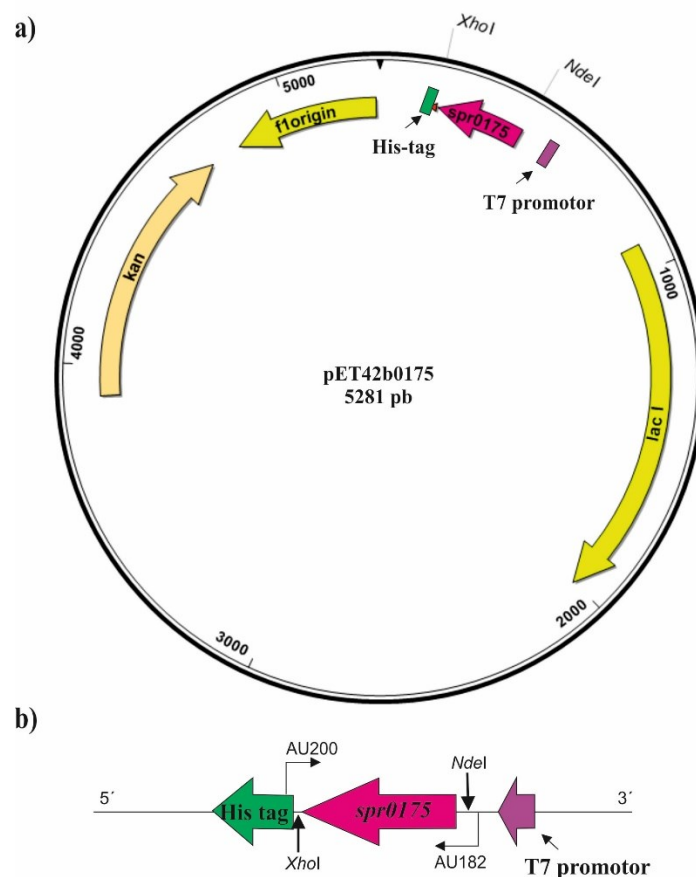 a)
XhoI
NdeI
5000
f1origin
spr0175
His-tag
T7 promotor
kan
1000
4000
pET42b0175
5281 pb
lac I
2000
3000
b)
AU200
NdeI
5´
His tag
spr0175
3´
XhoI
AU182
T7 promotor